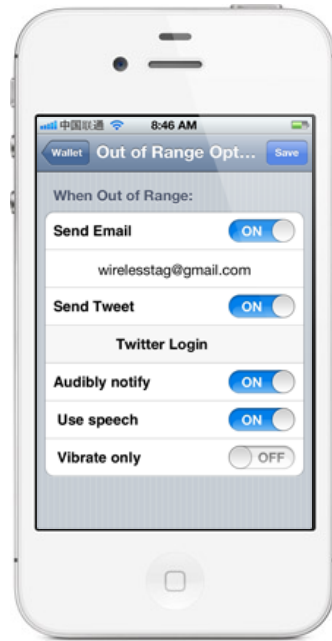 中国联通 8:46 AM
Wallet Out of Range Opt... Save
When Out of Range:
Send Email ON
wirelesstag@gmail.com
Send Tweet ON
Twitter Login
Audibly notify ON
Use speech ON
Vibrate only OFF